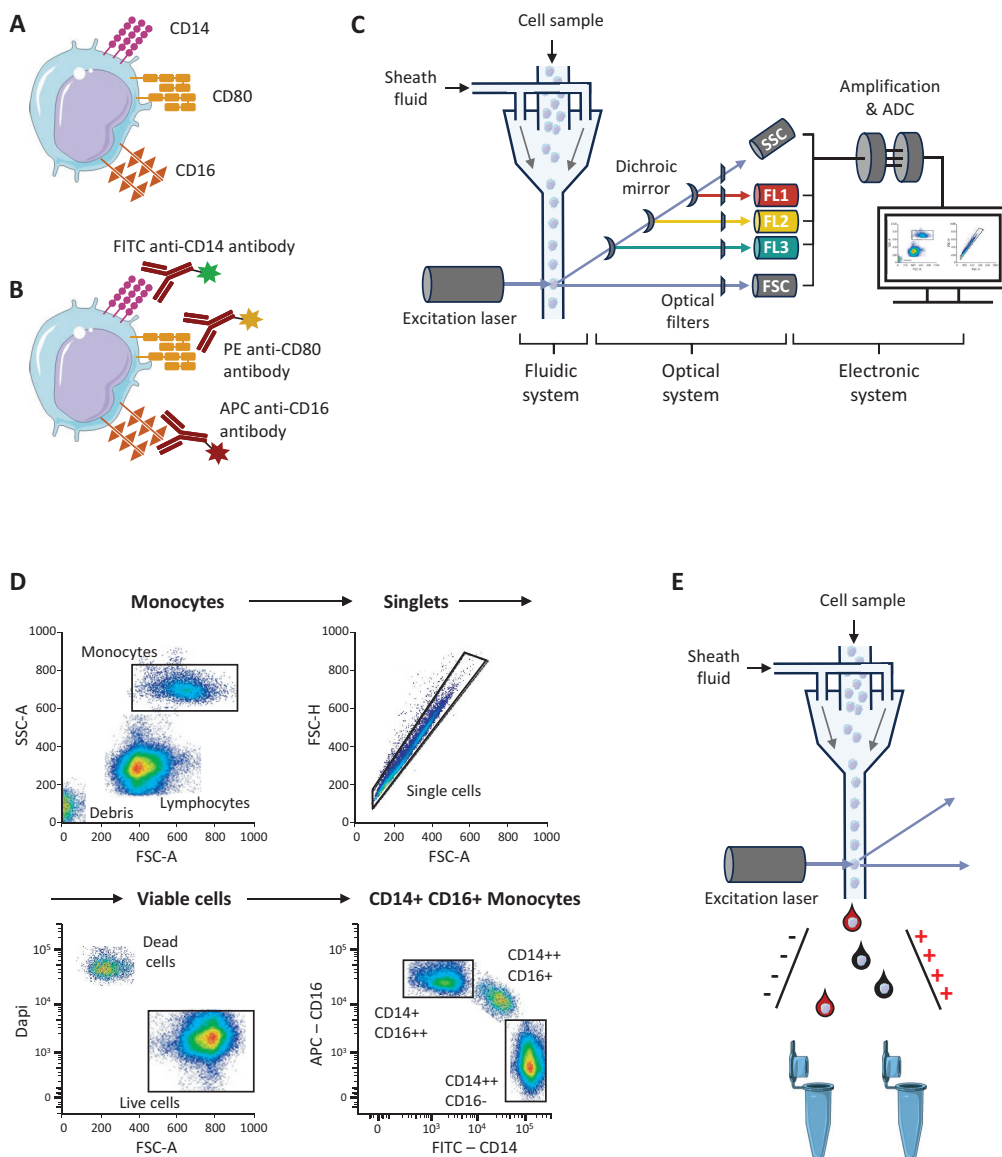 A
CD14
CD80
CD16
B
FITC anti-CD14 antibody
PE anti-CD80
antibody
APC anti-CD16
antibody
C
Cell sample
Sheath
fluid
Dichroic
mirror
SSC
FL1
FL2
FL3
FSC
Excitation laser
Optical
filters
Amplification
& ADC
Fluidic
system
Optical
system
Electronic
system
D
Monocytes
Singlets
1000
800
600
400
200
0
SSC-A
Monocytes
Debris
Lymphocytes
0 200 400 600 800 1000
FSC-A
1000
800
600
400
200
0
FSC-H
Single cells
0 200 400 600 800 1000
FSC-A
Viable cells
CD14+ CD16+ Monocytes
10⁵
10⁴
10³
0
Dapi
Dead
cells
Live cells
0 200 400 600 800 1000
FSC-A
10⁵
10⁴
10³
0
APC – CD16
CD14++
CD16+
CD14+
CD16++
CD14++
CD16-
0 10³ 10⁴ 10⁵
FITC – CD14
E
Cell sample
Sheath
fluid
Excitation laser
- - - -
+ + + +